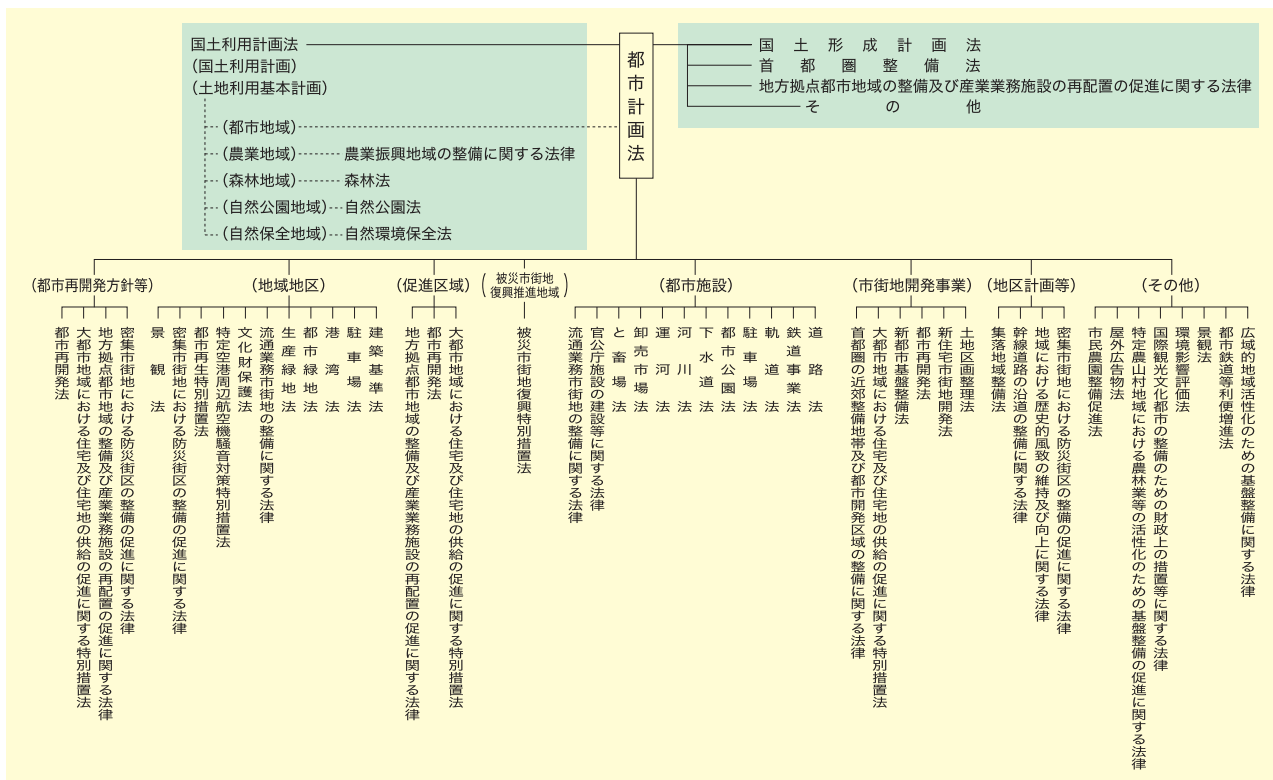 国土利用計画法
(国土利用計画)
(土地利用基本計画)
(都市地域)
(農業地域) 農業振興地域の整備に関する法律
(森林地域) 森林法
(自然公園地域) 自然公園法
(自然保全地域) 自然環境保全法
都市計画法
国土形成計画法
首都圏整備法
地方拠点都市地域の整備及び産業業務施設の再配置の促進に関する法律
その他
(都市再開発方針等)
都市再開発法
大都市地域における住宅及び住宅地の供給の促進に関する特別措置法
地方拠点都市地域の整備及び産業業務施設の再配置の促進に関する法律
密集市街地における防災街区の整備の促進に関する法律
(地域地区)
景観法
密集市街地における防災街区の整備の促進に関する法律
都市再生特別措置法
特定空港周辺航空機騒音対策特別措置法
文化財保護法
流通業務市街地の整備に関する法律
生産緑地法
都市緑地法
港湾法
駐車場法
建築基準法
(促進区域)
地方拠点都市地域の整備及び産業業務施設の再配置の促進に関する法律
都市再開発法
大都市地域における住宅及び住宅地の供給の促進に関する特別措置法
(被災市街地
復興推進地域)
被災市街地復興特別措置法
(都市施設)
流通業務市街地の整備に関する法律
官公庁施設の建設等に関する法律
と畜場法
卸売市場法
運河法
河川法
下水道法
都市公園法
駐車場法
軌道法
鉄道事業法
道路法
(市街地開発事業)
首都圏の近郊整備地帯及び都市開発区域の整備に関する法律
大都市地域における住宅及び住宅地の供給の促進に関する特別措置法
新都市基盤整備法
都市再開発法
新住宅市街地開発法
土地区画整理法
(地区計画等)
集落地域整備法
幹線道路の沿道の整備に関する法律
地域における歴史的風致の維持及び向上に関する法律
密集市街地における防災街区の整備の促進に関する法律
(その他)
市民農園整備促進法
屋外広告物法
特定農山村地域における農林業等の活性化のための基盤整備の促進に関する法律
国際観光文化都市の整備のための財政上の措置等に関する法律
環境影響評価法
景観法
都市鉄道等利便増進法
広域的地域活性化のための基盤整備に関する法律